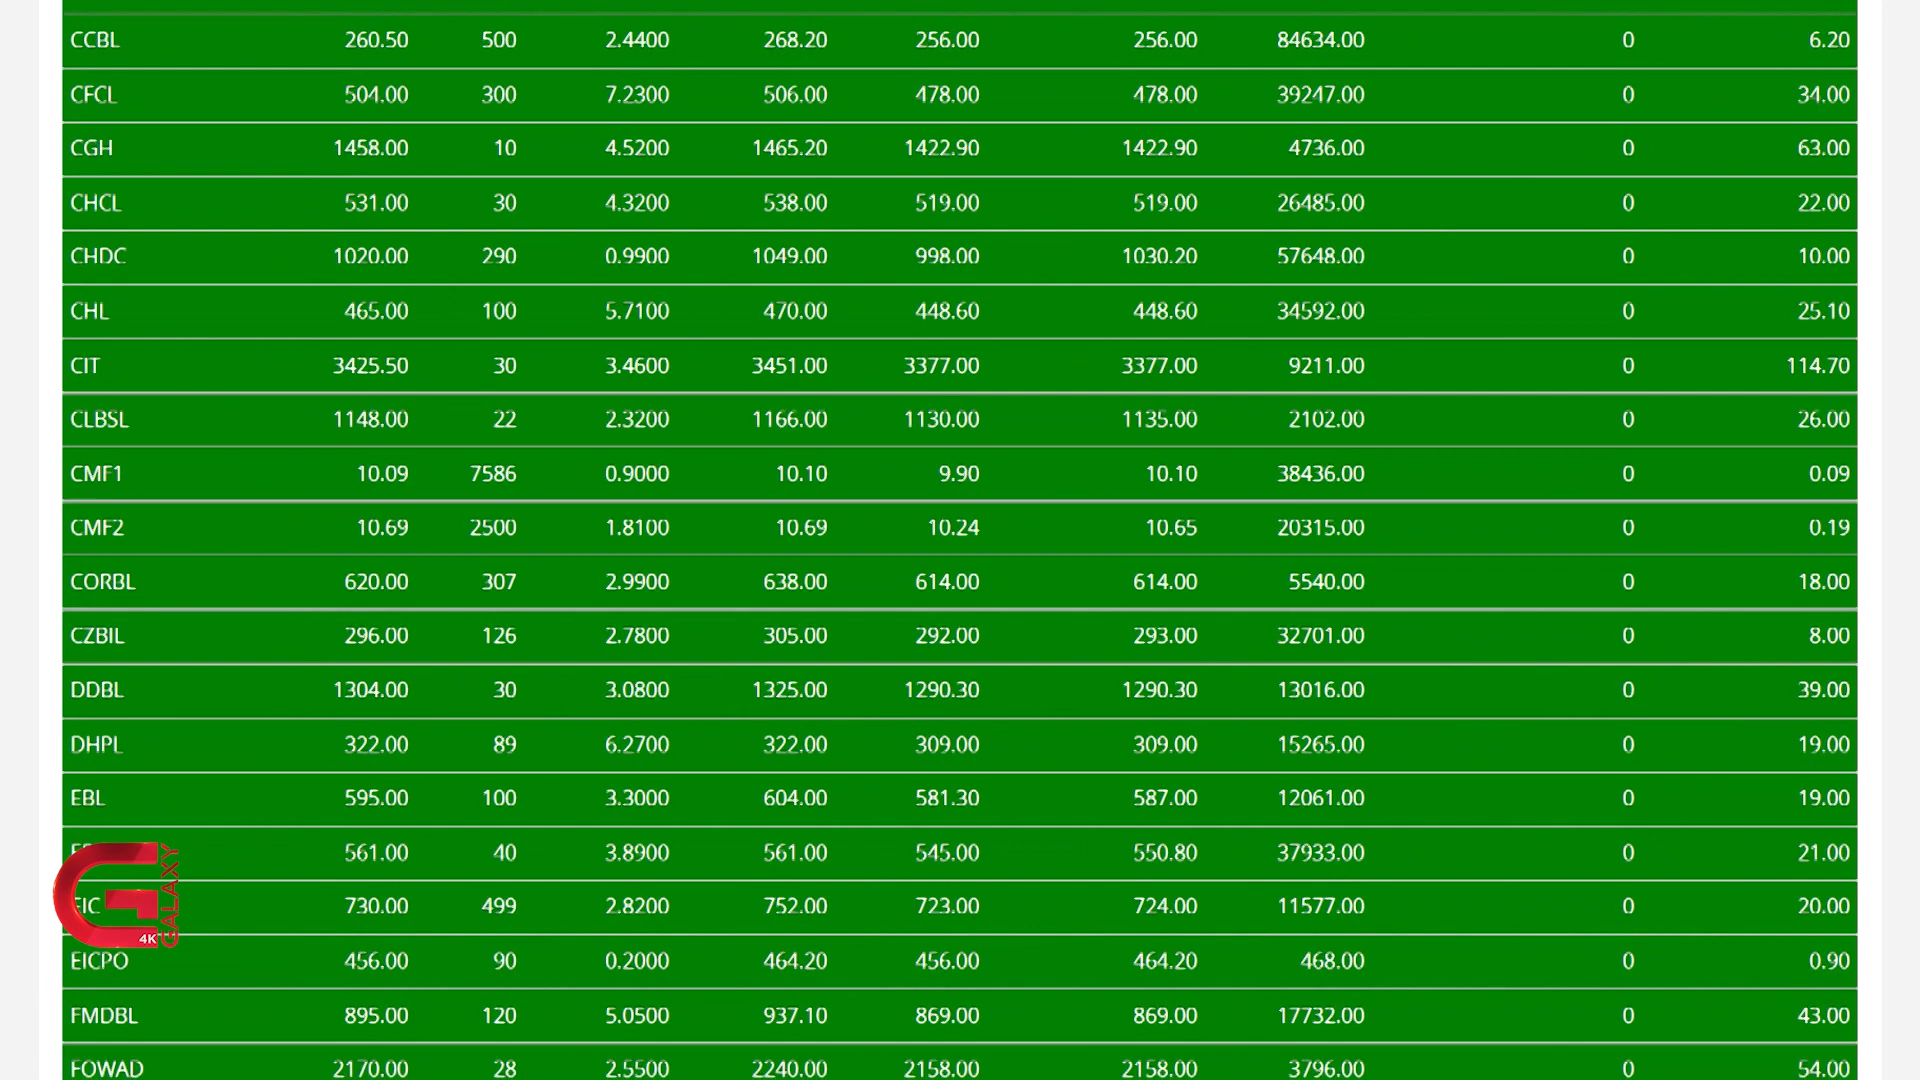 CCBL 260.50 500 2.4400 268.20 256.00 256.00 84634.00 0 6.20
CFCL 504.00 300 7.2300 506.00 478.00 478.00 39247.00 0 34.00
CGH 1458.00 10 4.5200 1465.20 1422.90 1422.90 4736.00 0 63.00
CHCL 531.00 30 4.3200 538.00 519.00 519.00 26485.00 0 22.00
CHDC 1020.00 290 0.9900 1049.00 998.00 1030.20 57648.00 0 10.00
CHL 465.00 100 5.7100 470.00 448.60 448.60 34592.00 0 25.10
CIT 3425.50 30 3.4600 3451.00 3377.00 3377.00 9211.00 0 114.70
CLBSL 1148.00 22 2.3200 1166.00 1130.00 1135.00 2102.00 0 26.00
CMF1 10.09 7586 0.9000 10.10 9.90 10.10 38436.00 0 0.09
CMF2 10.69 2500 1.8100 10.69 10.24 10.65 20315.00 0 0.19
CORBL 620.00 307 2.9900 638.00 614.00 614.00 5540.00 0 18.00
CZBIL 296.00 126 2.7800 305.00 292.00 293.00 32701.00 0 8.00
DDBL 1304.00 30 3.0800 1325.00 1290.30 1290.30 13016.00 0 39.00
DHPL 322.00 89 6.2700 322.00 309.00 309.00 15265.00 0 19.00
EBL 595.00 100 3.3000 604.00 581.30 587.00 12061.00 0 19.00
561.00 40 3.8900 561.00 545.00 550.80 37933.00 0 21.00
EIC 730.00 499 2.8200 752.00 723.00 724.00 11577.00 0 20.00
EICPO 456.00 90 0.2000 464.20 456.00 464.20 468.00 0 0.90
FMDBL 895.00 120 5.0500 937.10 869.00 869.00 17732.00 0 43.00
FOWAD 2170.00 28 2.5500 2240.00 2158.00 2158.00 3796.00 0 54.00
GALAXY
4K